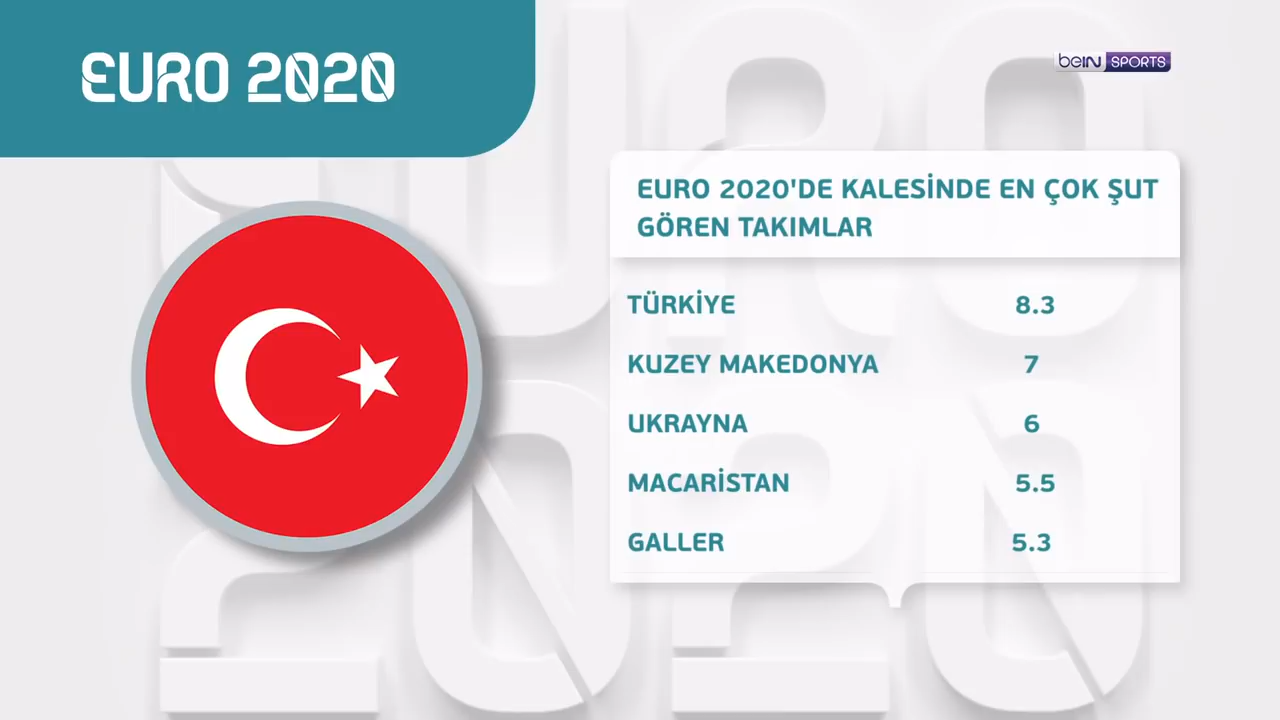 EURO 2020
beIN SPORTS
EURO 2020'DE KALESİNDE EN ÇOK ŞUT
GÖREN TAKIMLAR
TÜRKİYE 8.3
KUZEY MAKEDONYA 7
UKRAYNA 6
MACARİSTAN 5.5
GALLER 5.3